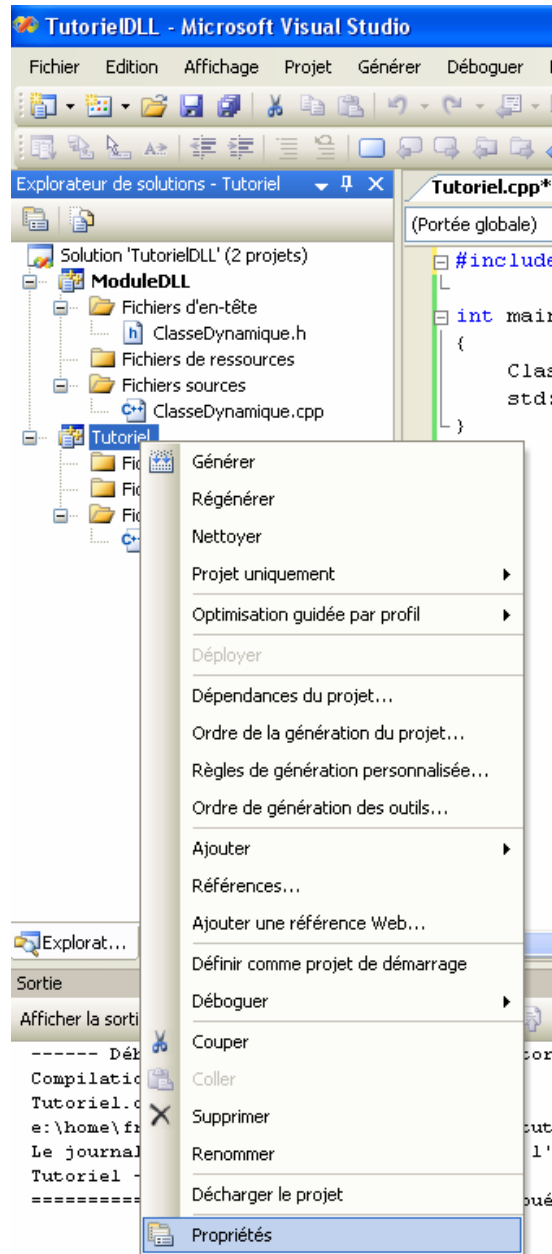 TutorielDLL - Microsoft Visual Studio
Fichier Edition Affichage Projet Générer Déboguer
Explorateur de solutions - Tutoriel
Tutoriel.cpp*
(Portée globale)
Solution 'TutorielDLL' (2 projets)
ModuleDLL
Fichiers d'en-tête
ClasseDynamique.h
Fichiers de ressources
Fichiers sources
ClasseDynamique.cpp
Tutoriel
#include
int main
{
Clas
std:
}
Fic
Fic
Fic
Générer
Régénérer
Nettoyer
Projet uniquement
Optimisation guidée par profil
Déployer
Dépendances du projet...
Ordre de la génération du projet...
Règles de génération personnalisée...
Ordre de génération des outils...
Ajouter
Références...
Ajouter une référence Web...
Définir comme projet de démarrage
Déboguer
Couper
Coller
Supprimer
Renommer
Décharger le projet
Propriétés
Explorat...
Sortie
Afficher la sorti
------ Déb
Compilatio
Tutoriel.c
e:\home\fr
Le journal
Tutoriel -
==========